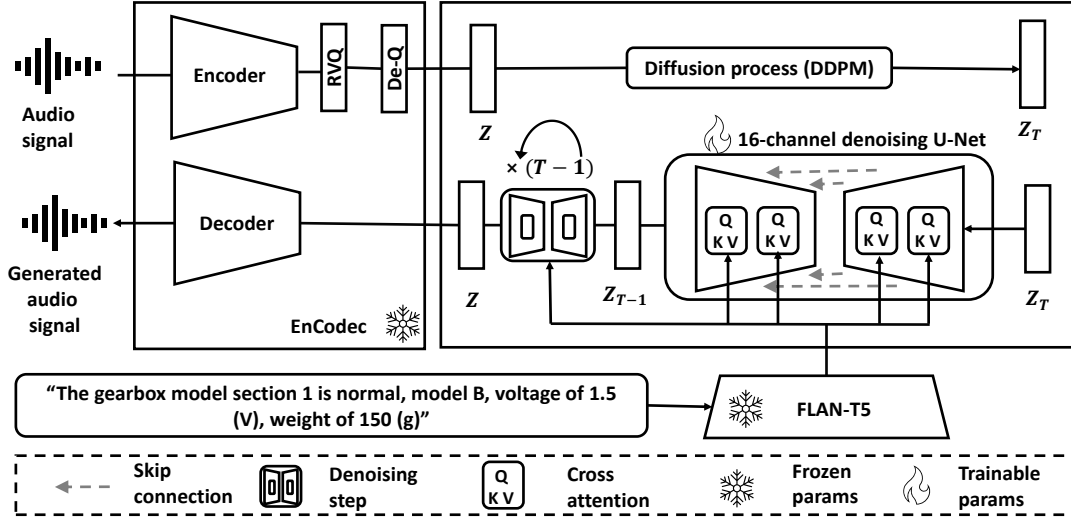 Audio
signal
Encoder
RVQ
De-Q
Z
Diffusion process (DDPM)
Z_T
× (T − 1)
16-channel denoising U-Net
Generated
audio
signal
Decoder
EnCodec
Z
Z_{T−1}
Q
K V
Q
K V
Q
K V
Q
K V
Z_T
"The gearbox model section 1 is normal, model B, voltage of 1.5
(V), weight of 150 (g)"
FLAN-T5
Skip
connection
Denoising
step
Q
K V
Cross
attention
Frozen
params
Trainable
params